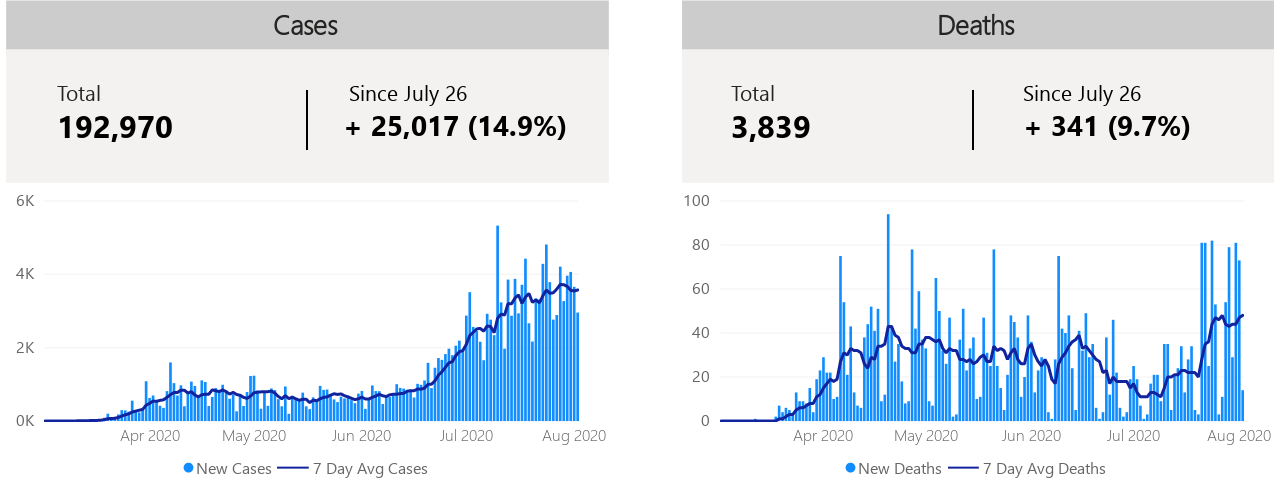 Cases
Total
192,970
Since July 26
+ 25,017 (14.9%)
6K
4K
2K
0K
Apr 2020
May 2020
Jun 2020
Jul 2020
Aug 2020
New Cases
7 Day Avg Cases
Deaths
Total
3,839
Since July 26
+ 341 (9.7%)
100
80
60
40
20
0
Apr 2020
May 2020
Jun 2020
Jul 2020
Aug 2020
New Deaths
7 Day Avg Deaths